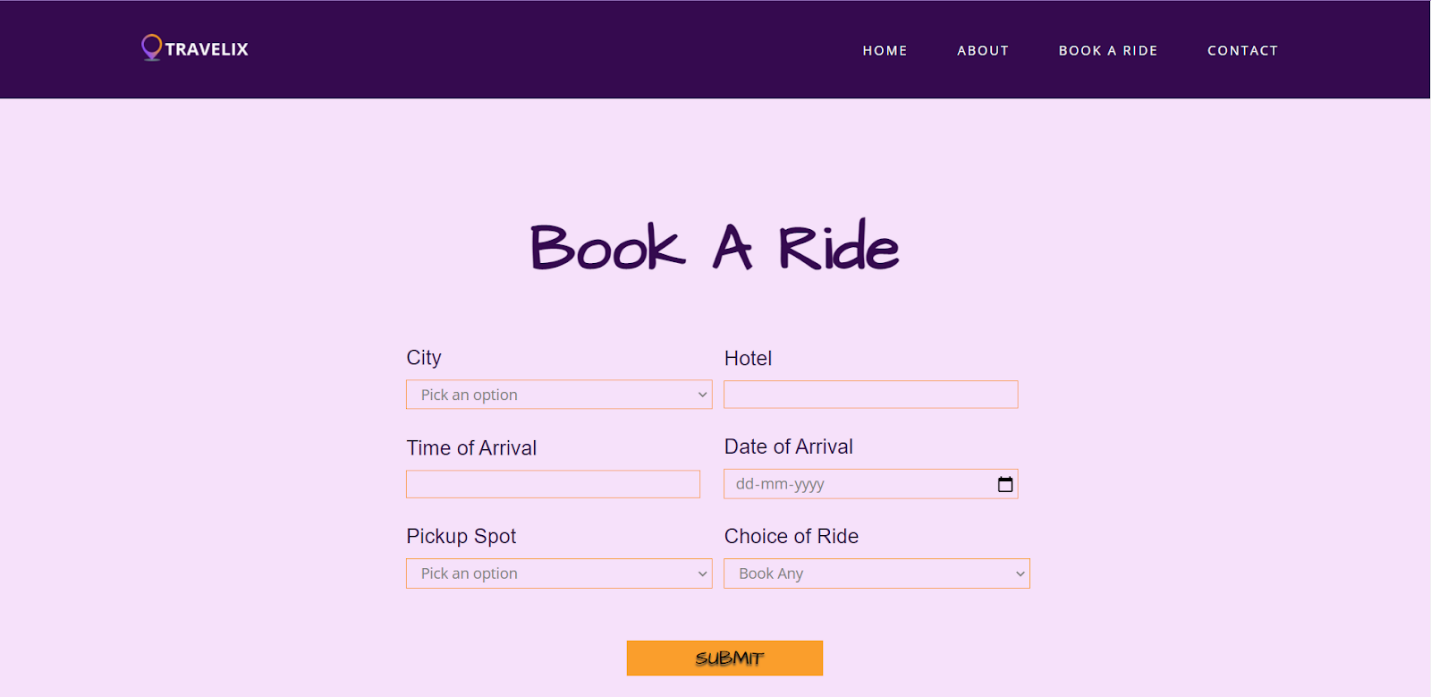 TRAVELIX
HOME ABOUT BOOK A RIDE CONTACT
Book A Ride
City
Hotel
Pick an option
Time of Arrival
Date of Arrival
dd-mm-yyyy
Pickup Spot
Choice of Ride
Pick an option
Book Any
SUBMIT